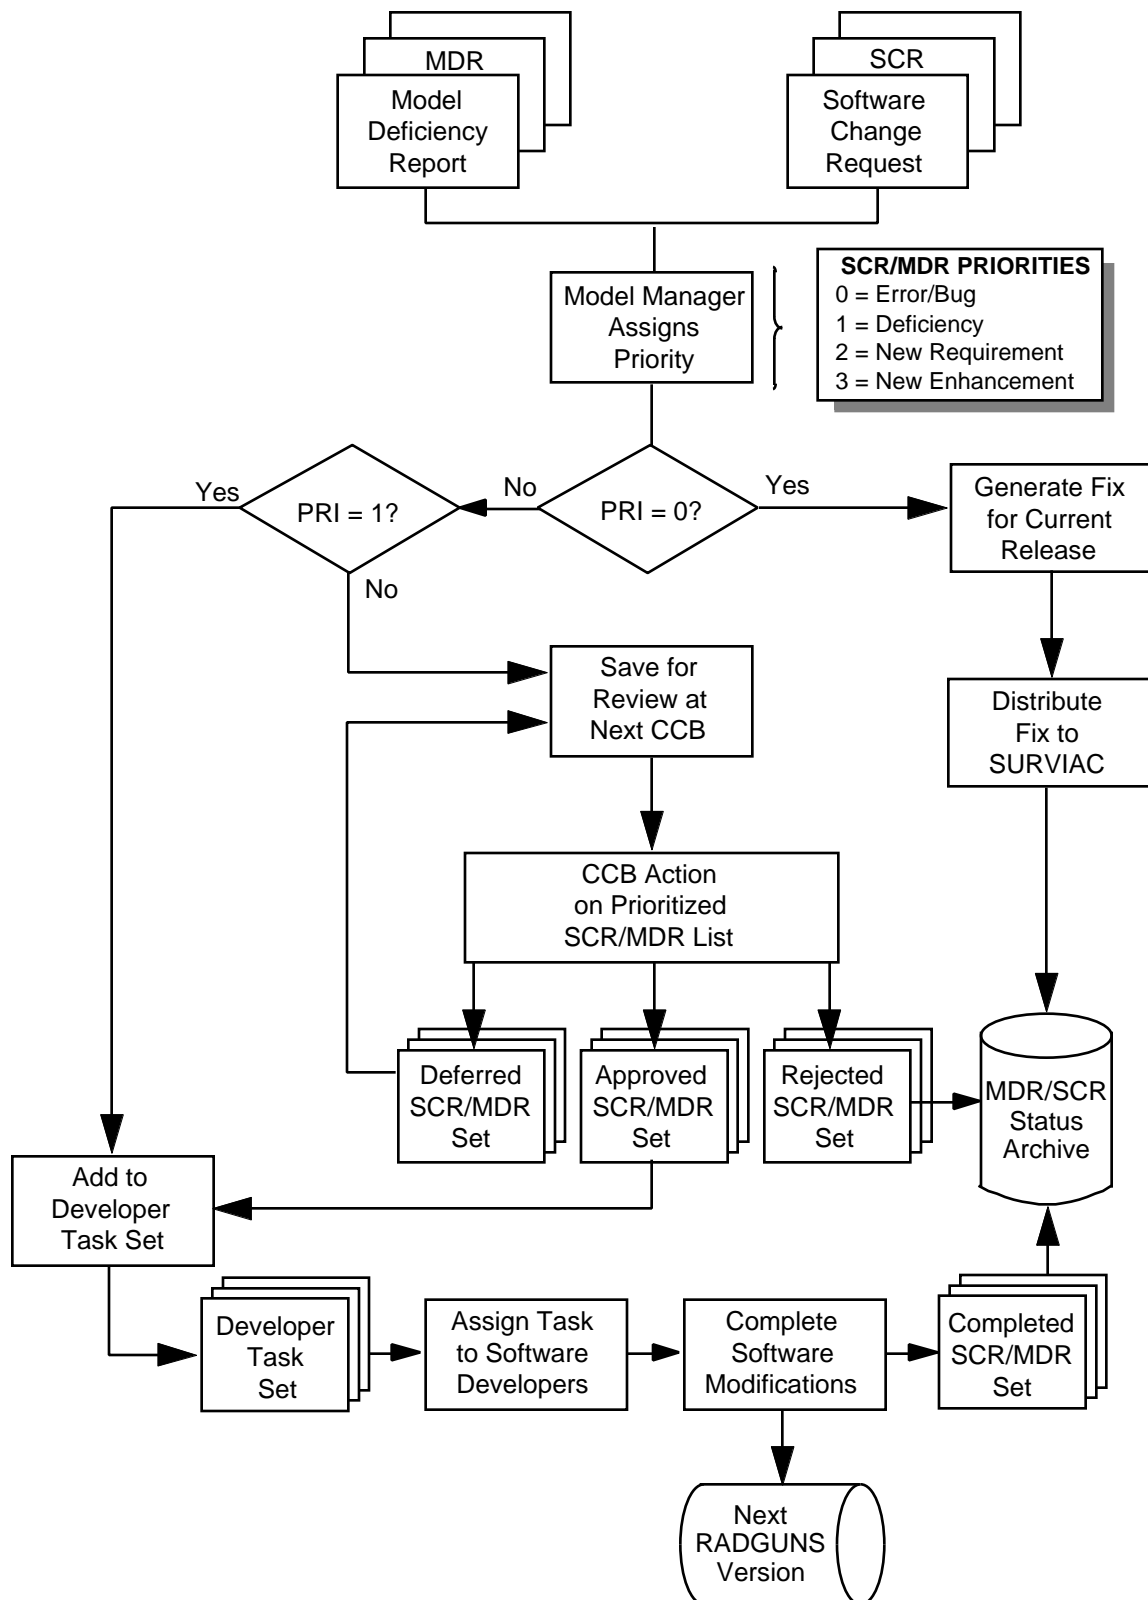 MDR
Model
Deficiency
Report
SCR
Software
Change
Request
Model Manager
Assigns
Priority
SCR/MDR PRIORITIES
0 = Error/Bug
1 = Deficiency
2 = New Requirement
3 = New Enhancement
Yes
PRI = 1?
No
PRI = 0?
Yes
Generate Fix
for Current
Release
No
Save for
Review at
Next CCB
Distribute
Fix to
SURVIAC
CCB Action
on Prioritized
SCR/MDR List
Deferred
SCR/MDR
Set
Approved
SCR/MDR
Set
Rejected
SCR/MDR
Set
MDR/SCR
Status
Archive
Add to
Developer
Task Set
Developer
Task
Set
Assign Task
to Software
Developers
Complete
Software
Modifications
Completed
SCR/MDR
Set
Next
RADGUNS
Version